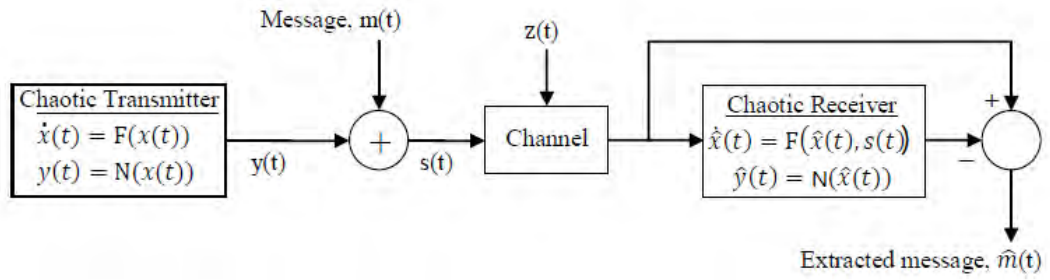 Message, m(t)
z(t)
Chaotic Transmitter
ẋ(t) = F(x(t))
y(t) = N(x(t))
y(t)
+
s(t)
Channel
Chaotic Receiver
x̂̇(t) = F(x̂(t), s(t))
ŷ(t) = N(x̂(t))
+
−
Extracted message, m̂(t)